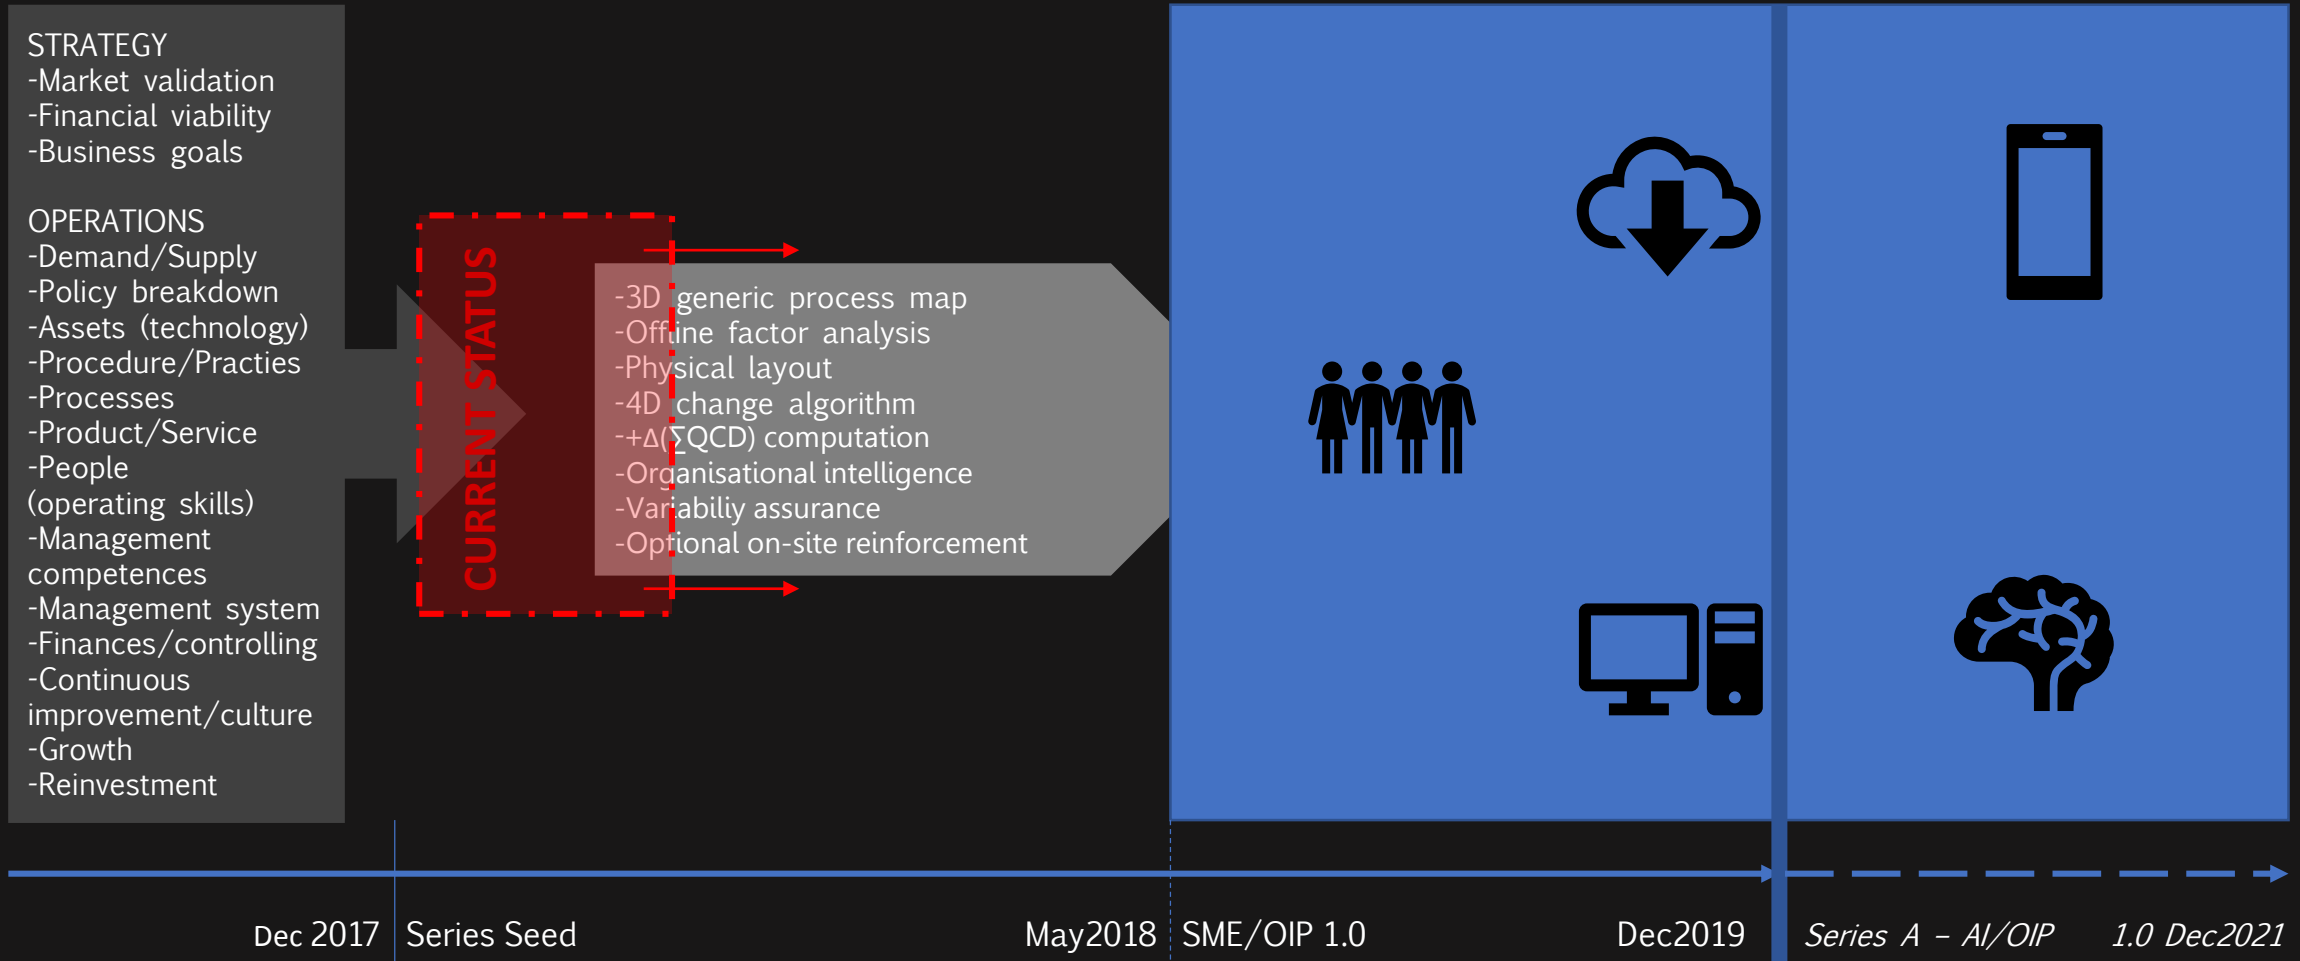 STRATEGY
-Market validation
-Financial viability
-Business goals
OPERATIONS
-Demand/Supply
-Policy breakdown
-Assets (technology)
-Procedure/Practies
-Processes
-Product/Service
-People
(operating skills)
-Management
competences
-Management system
-Finances/controlling
-Continuous
improvement/culture
-Growth
-Reinvestment
CURRENT STATUS
-3D generic process map
-Offline factor analysis
-Physical layout
-4D change algorithm
-+Δ(∑QCD) computation
-Organisational intelligence
-Variabiliy assurance
-Optional on-site reinforcement
Dec 2017
Series Seed
May2018
SME/OIP 1.0
Dec2019
Series A – AI/OIP 1.0 Dec2021